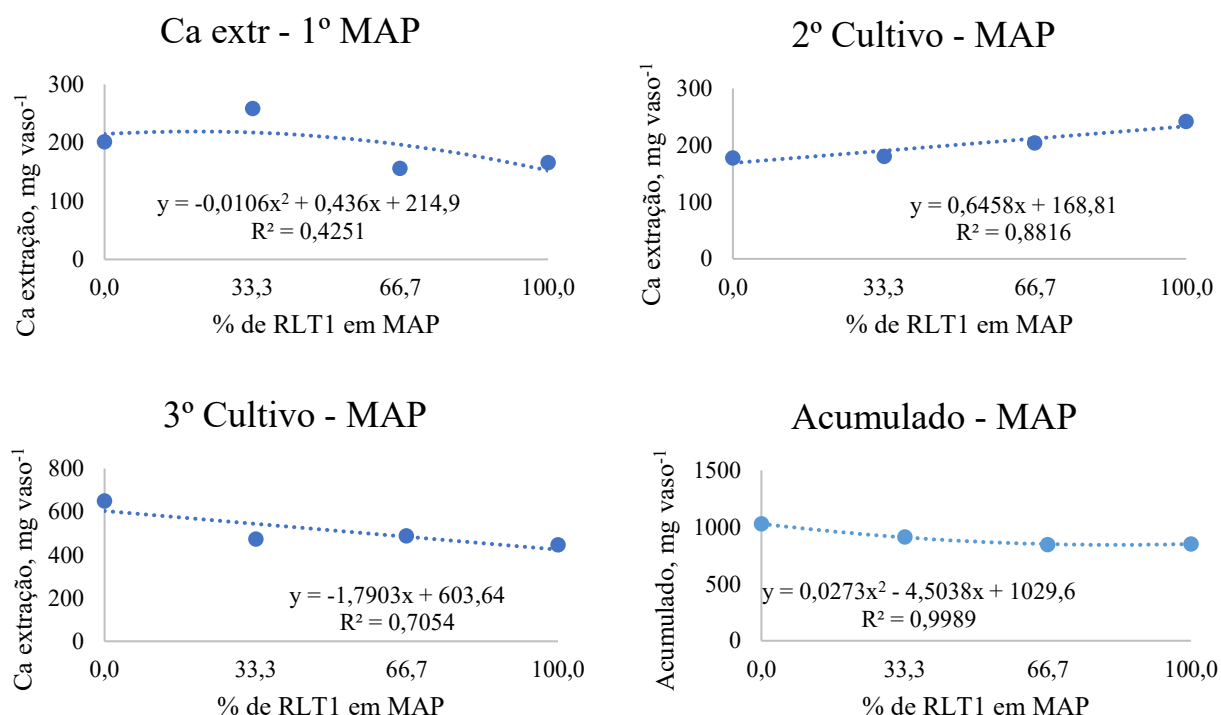 Ca extr - 1º MAP
Ca extração, mg vaso⁻¹
300
200
100
0
y = -0,0106x² + 0,436x + 214,9
R² = 0,4251
0,0 33,3 66,7 100,0
% de RLT1 em MAP
2º Cultivo - MAP
Ca extração, mg vaso⁻¹
300
200
100
0
y = 0,6458x + 168,81
R² = 0,8816
0,0 33,3 66,7 100,0
% de RLT1 em MAP
3º Cultivo - MAP
Ca extração, mg vaso⁻¹
800
600
400
200
0
y = -1,7903x + 603,64
R² = 0,7054
0,0 33,3 66,7 100,0
% de RLT1 em MAP
Acumulado - MAP
Acumulado, mg vaso⁻¹
1500
1000
500
0
y = 0,0273x² - 4,5038x + 1029,6
R² = 0,9989
0,0 33,3 66,7 100,0
% de RLT1 em MAP